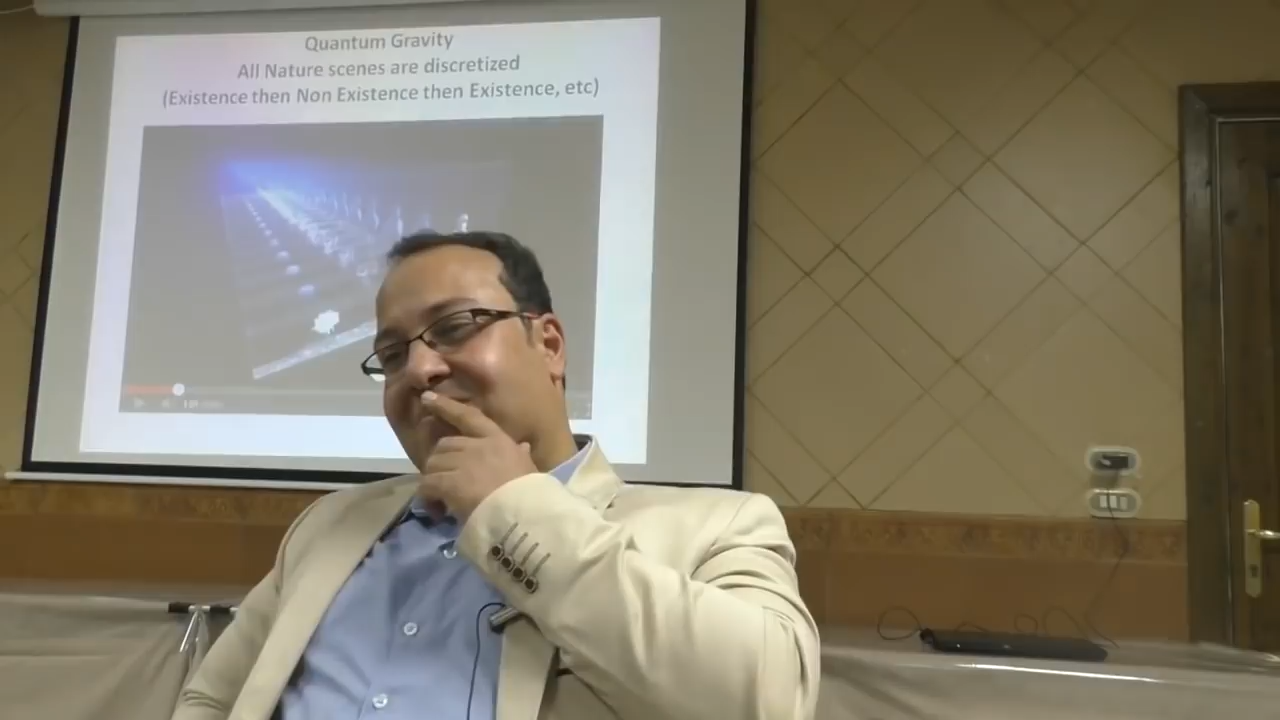 Quantum Gravity
All Nature scenes are discretized
(Existence then Non Existence then Existence, etc)